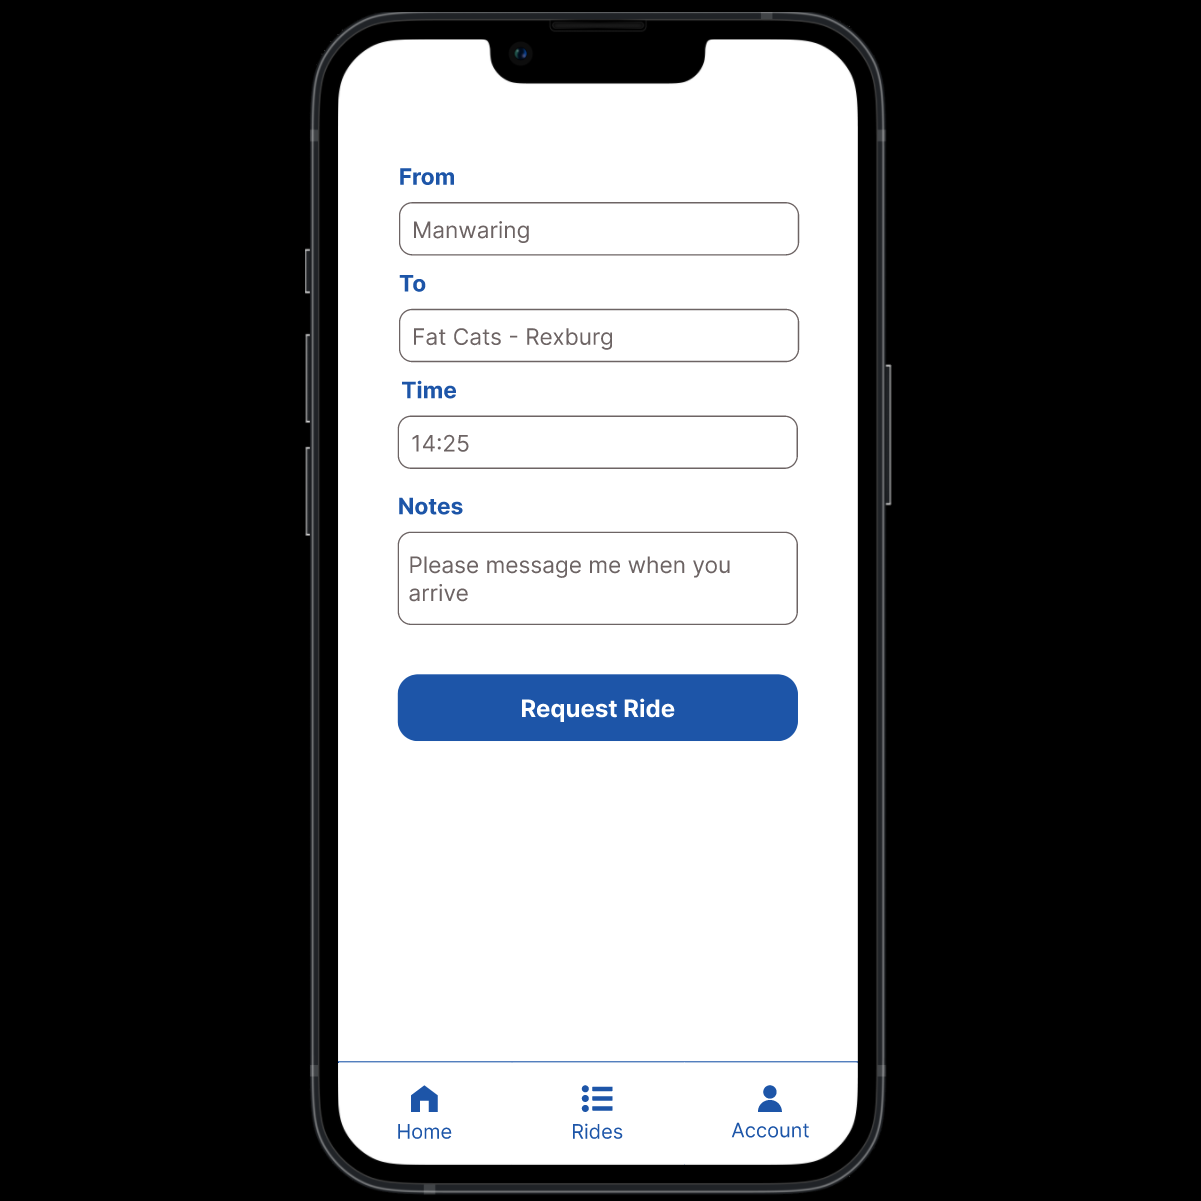 From
Manwaring
To
Fat Cats - Rexburg
Time
14:25
Notes
Please message me when you
arrive
Request Ride
Home
Rides
Account